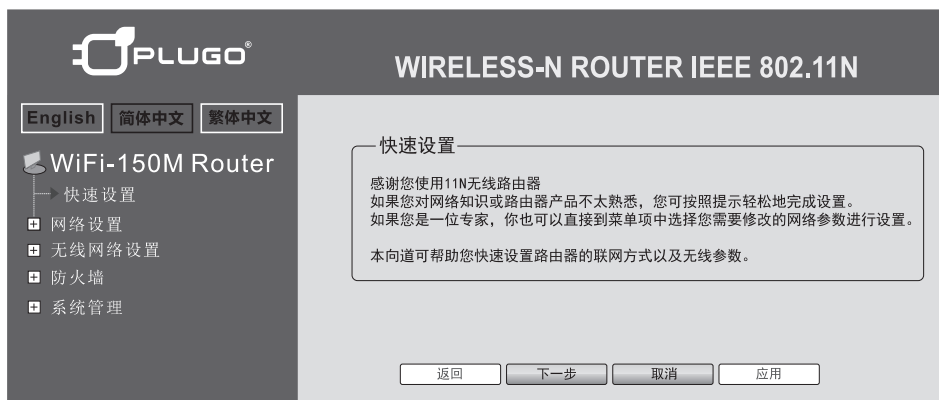 PLUGO®
WIRELESS-N ROUTER IEEE 802.11N
English 简体中文 繁体中文
WiFi-150M Router
快速设置
网络设置
无线网络设置
防火墙
系统管理
快速设置
感谢您使用11N无线路由器
如果您对网络知识或路由器产品不太熟悉，您可按照提示轻松地完成设置。
如果您是一位专家，你也可以直接到菜单项中选择您需要修改的网络参数进行设置。
本向道可帮助您快速设置路由器的联网方式以及无线参数。
返回 下一步 取消 应用